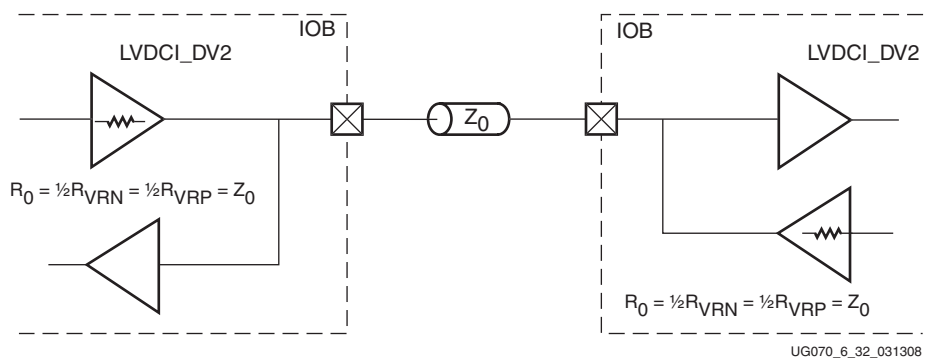 IOB
LVDCI_DV2
R0 = ½RVRN = ½RVRP = Z0
Z0
IOB
LVDCI_DV2
R0 = ½RVRN = ½RVRP = Z0
UG070_6_32_031308